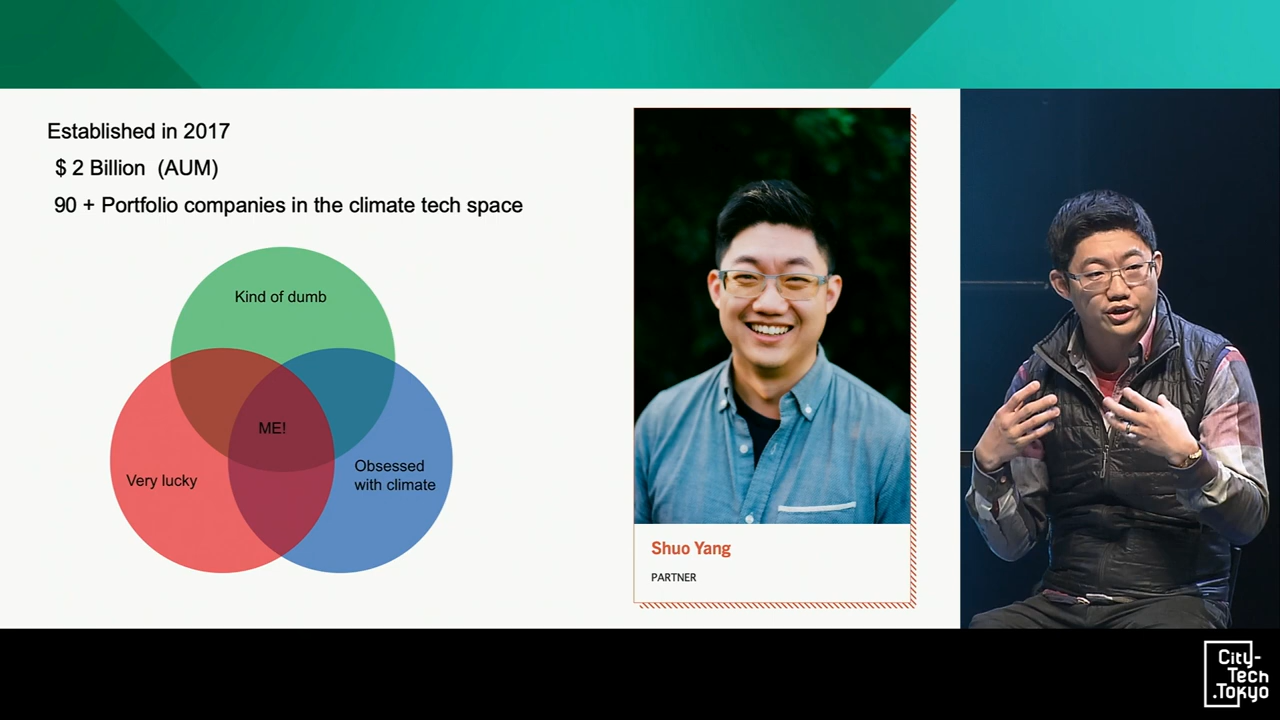 Established in 2017
$ 2 Billion (AUM)
90 + Portfolio companies in the climate tech space
Kind of dumb
ME!
Very lucky
Obsessed
with climate
Shuo Yang
PARTNER
City-
Tech
.Tokyo